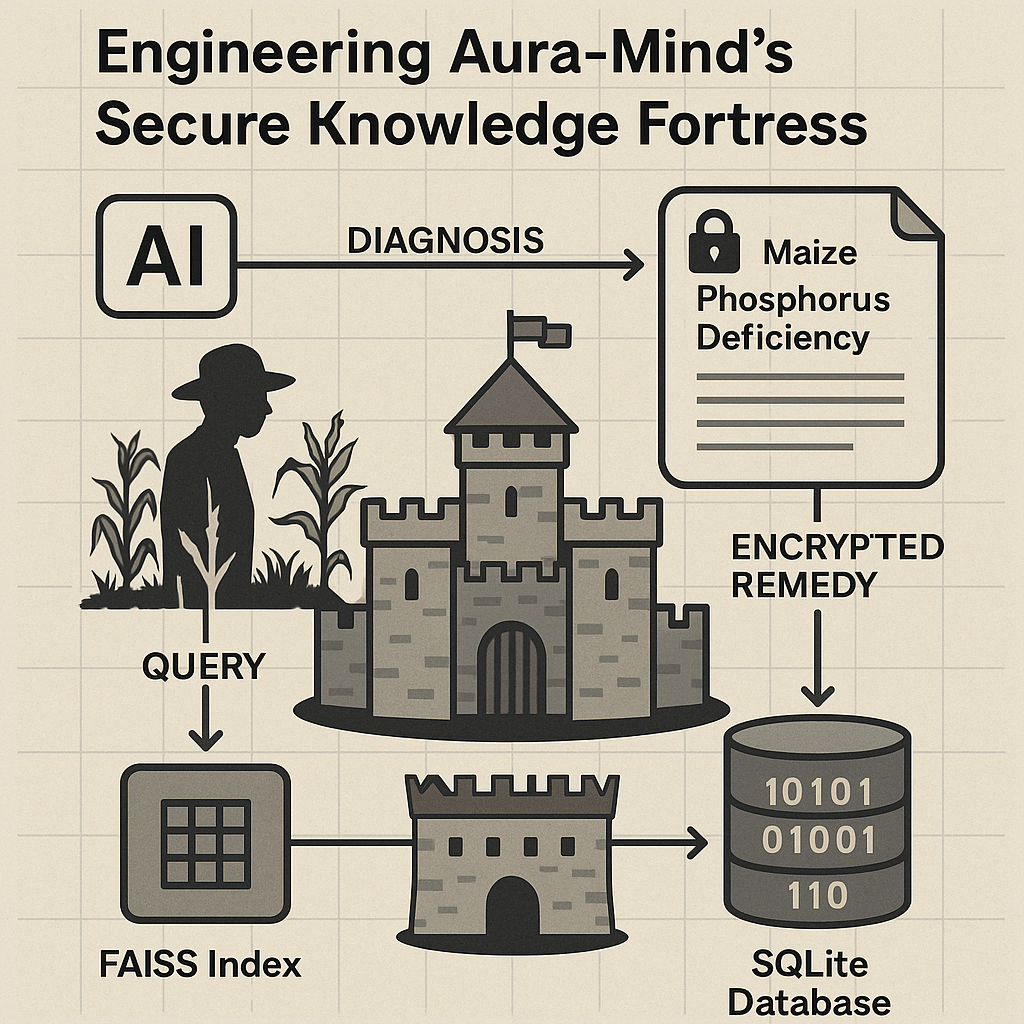 Engineering Aura-Mind's
Secure Knowledge Fortress
AI
DIAGNOSIS
Maize
Phosphorus
Deficiency
ENCRYPTED
REMEDY
QUERY
10101
01001
110
FAISS Index
SQLite
Database